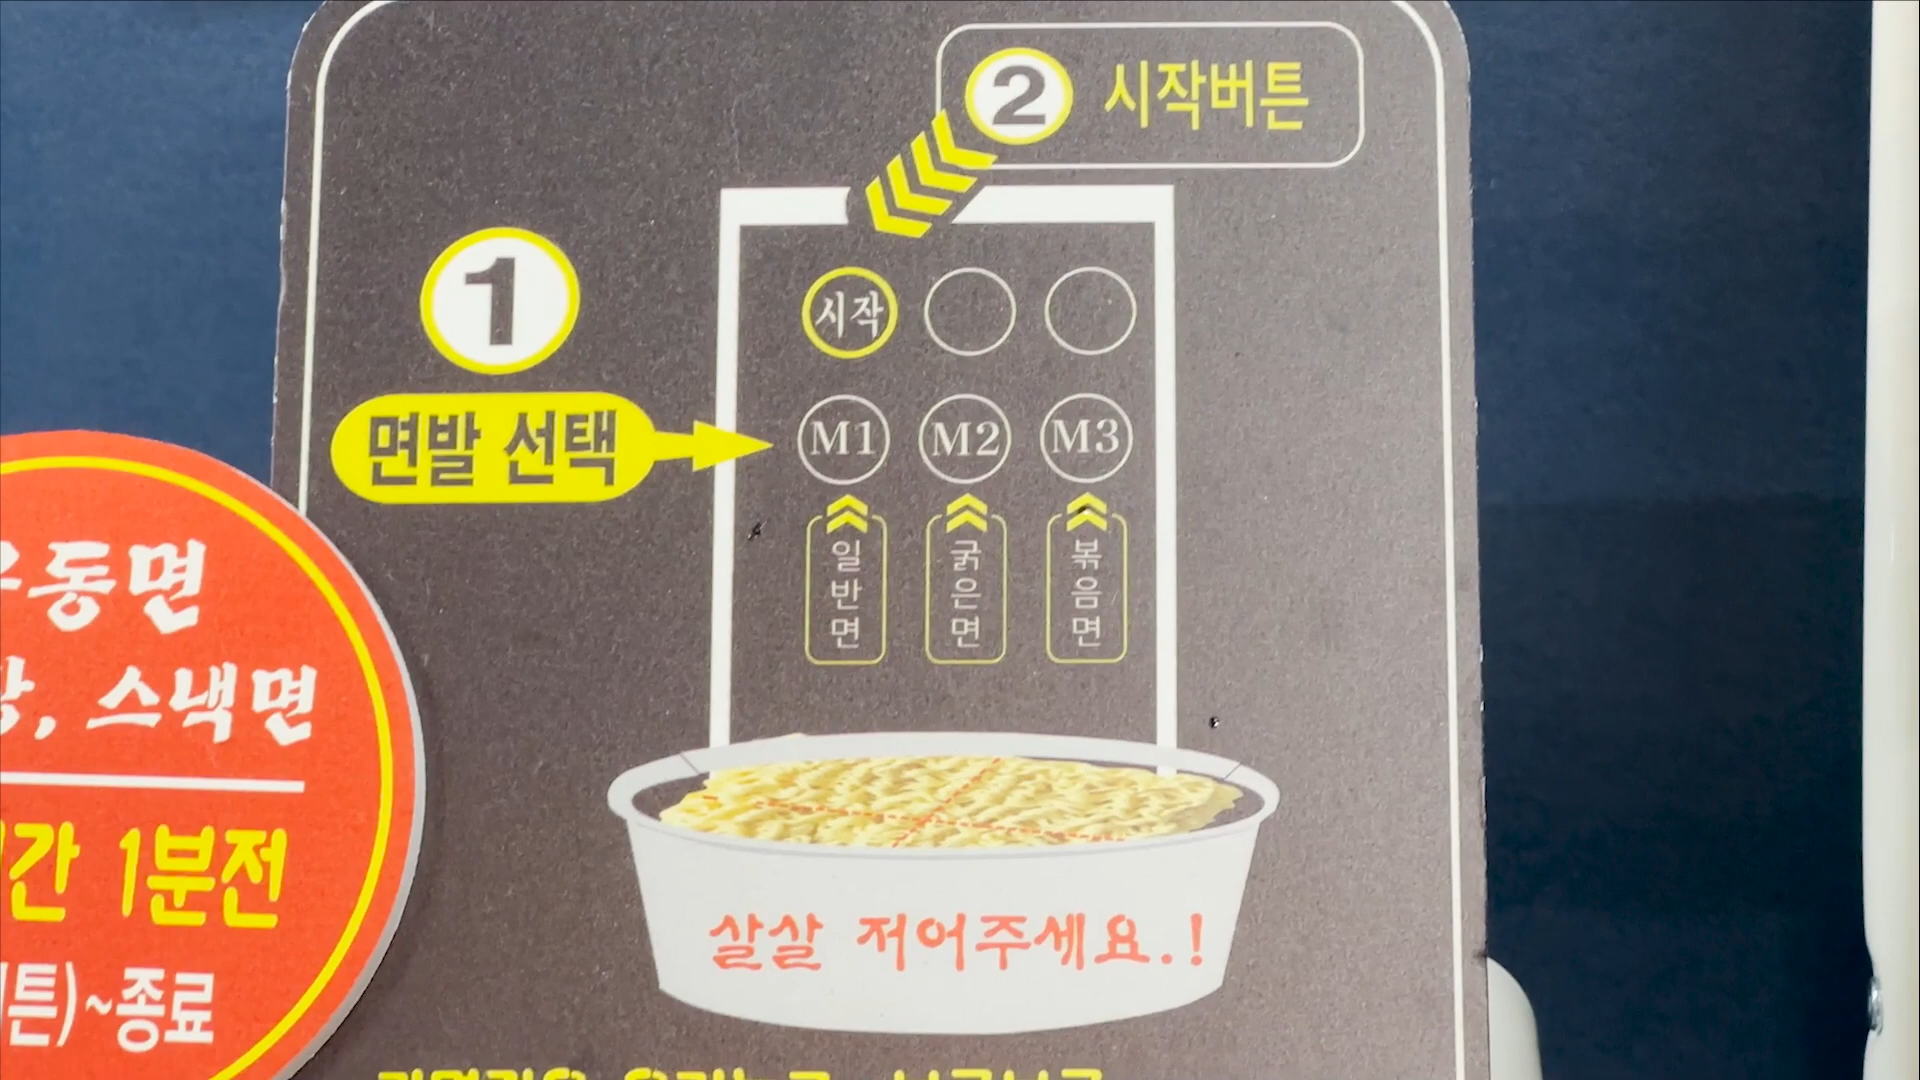 2 시작버튼
1
시작
면발 선택
M1 M2 M3
일반면
굵은면
볶음면
살살 저어주세요.!
동면
, 스낵면
간 1분전
튼)~종료